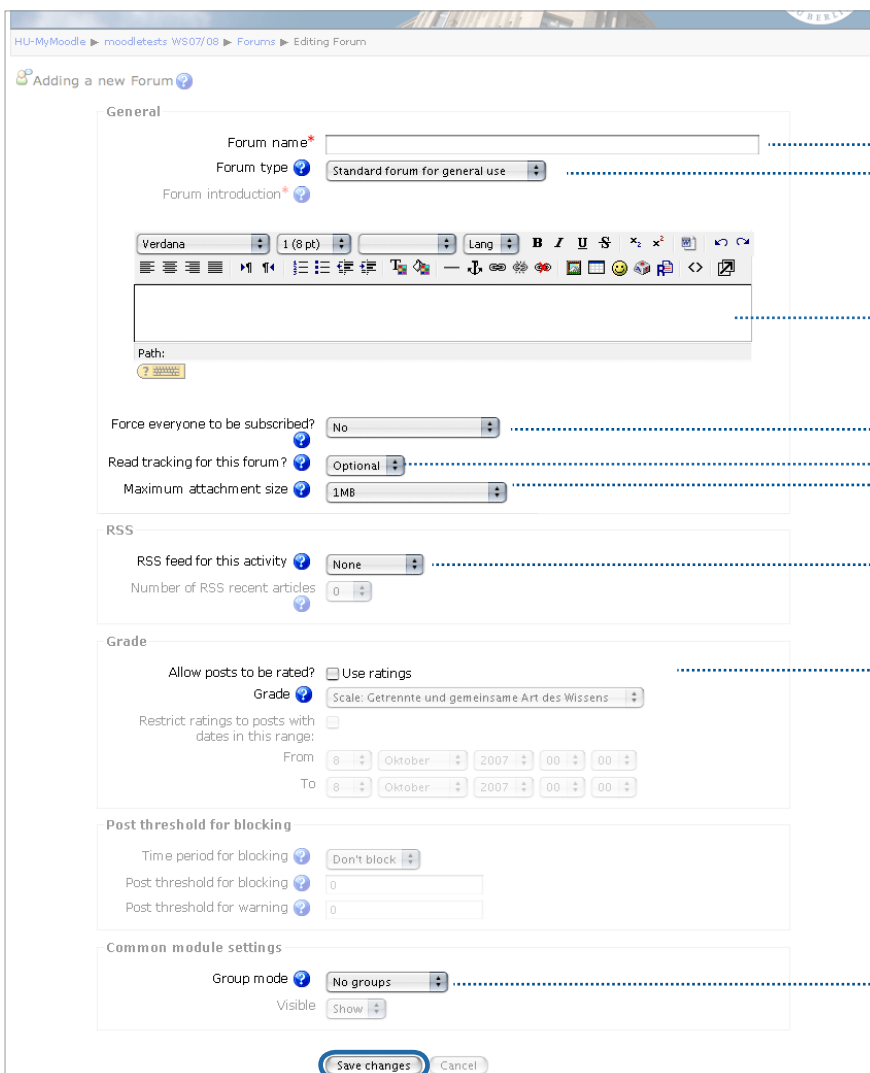 OBERLI
HU-MyMoodle ▶ moodletests WS07/08 ▶ Forums ▶ Editing Forum
Adding a new Forum ?
General
Forum name*
Forum type ? Standard forum for general use
Forum introduction* ?
Verdana 1 (8 pt) Lang B I U S x₂ x²
Path:
?
Force everyone to be subscribed? No
?
Read tracking for this forum? ? Optional
Maximum attachment size ? 1MB
RSS
RSS feed for this activity ? None
Number of RSS recent articles 0
?
Grade
Allow posts to be rated? Use ratings
Grade ? Scale: Getrennte und gemeinsame Art des Wissens
Restrict ratings to posts with
dates in this range:
From 8 Oktober 2007 00 00
To 8 Oktober 2007 00 00
Post threshold for blocking
Time period for blocking ? Don't block
Post threshold for blocking ? 0
Post threshold for warning ? 0
Common module settings
Group mode ? No groups
Visible Show
Save changes Cancel